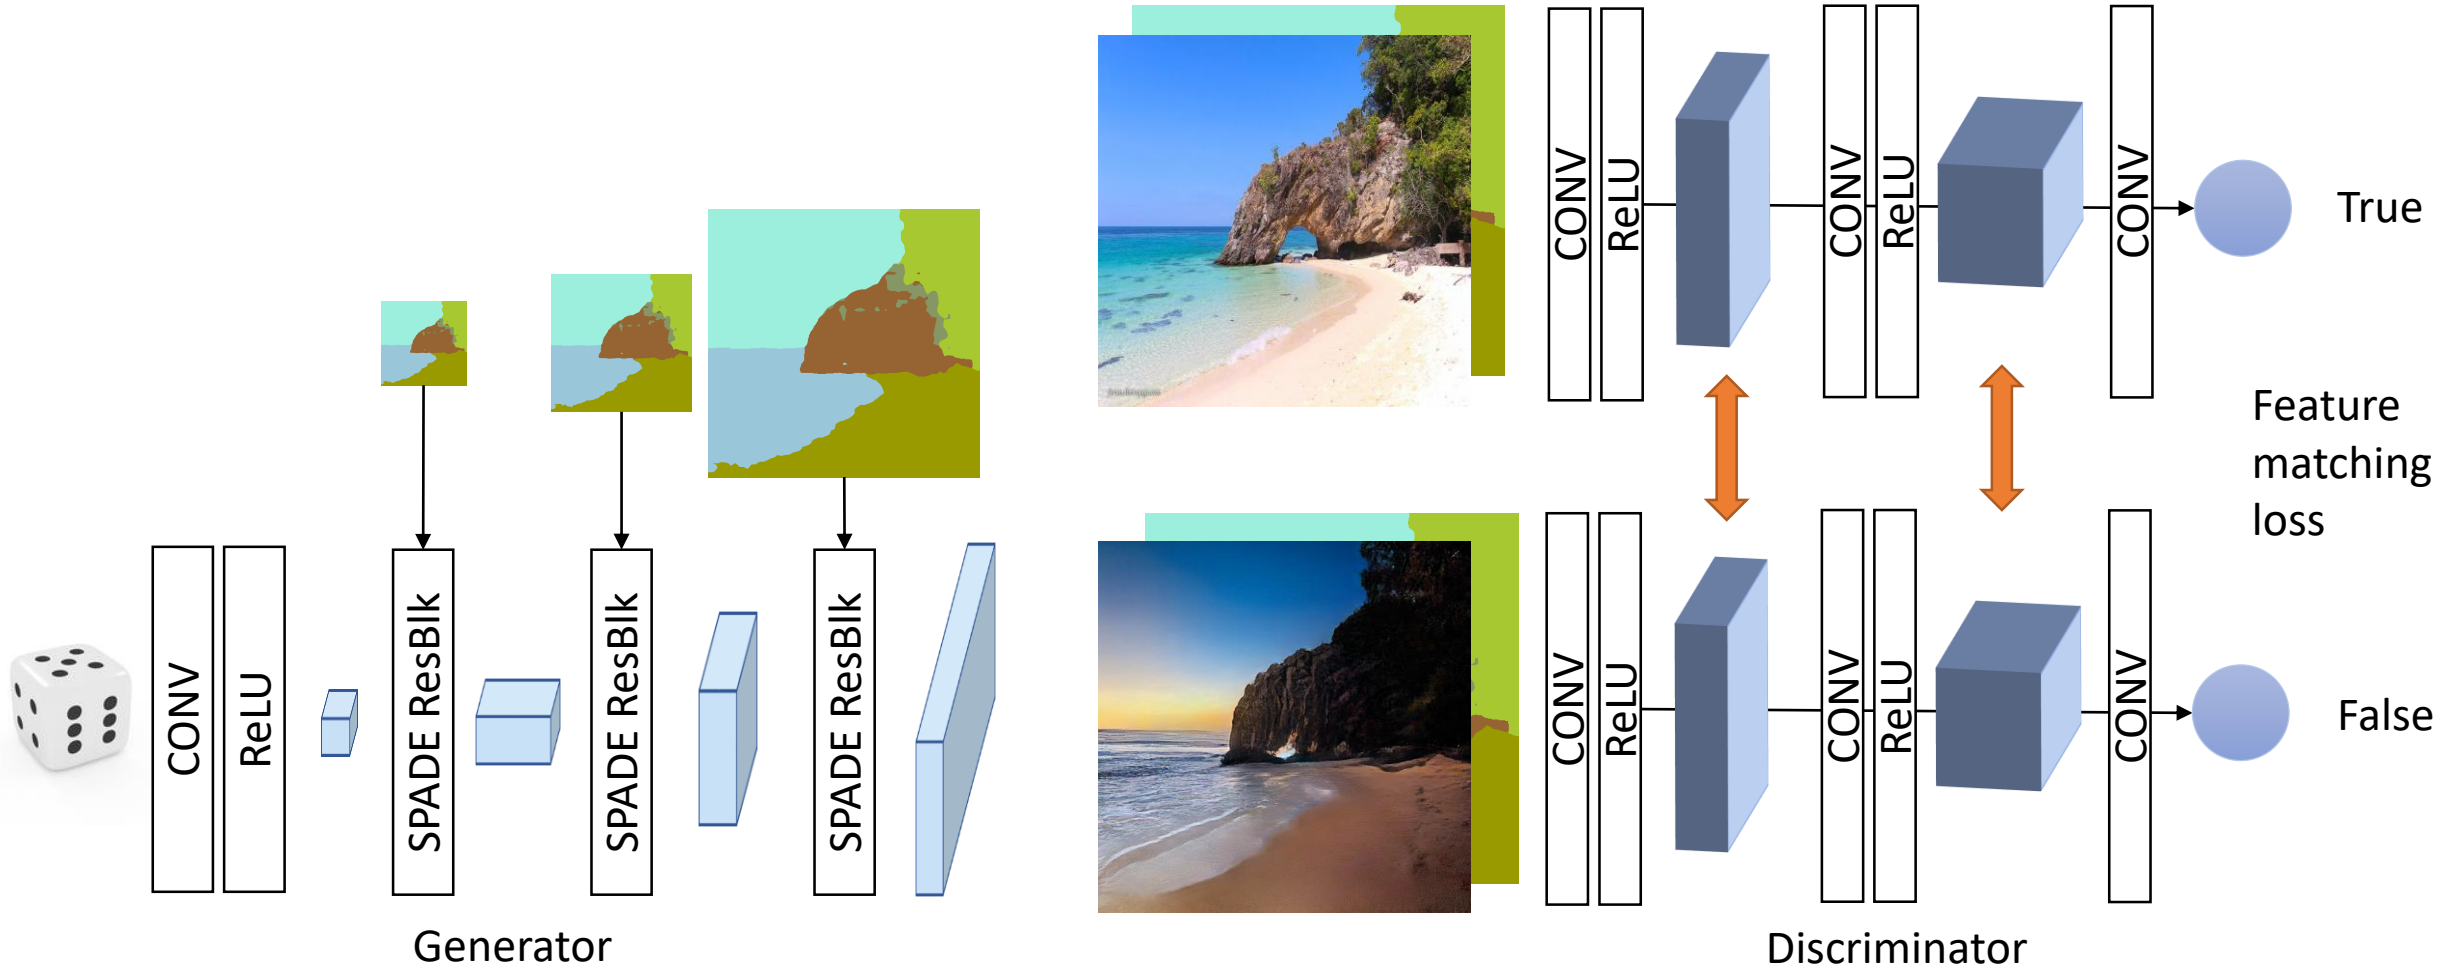 CONV
ReLU
SPADE ResBlk
SPADE ResBlk
SPADE ResBlk
Generator
CONV
ReLU
CONV
ReLU
CONV
True
Feature
matching
loss
CONV
ReLU
CONV
ReLU
CONV
False
Discriminator